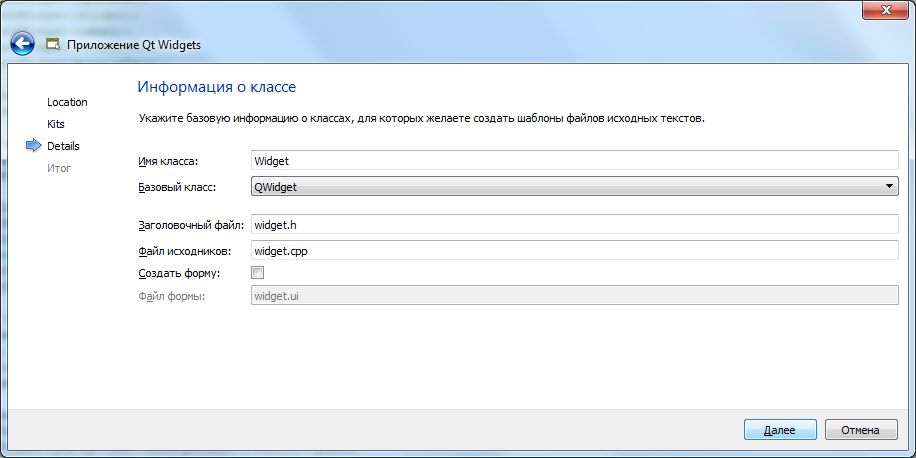 Приложение Qt Widgets
Информация о классе
Location
Kits
Details
Итог
Укажите базовую информацию о классах, для которых желаете создать шаблоны файлов исходных текстов.
Имя класса: Widget
Базовый класс: QWidget
Заголовочный файл: widget.h
Файл исходников: widget.cpp
Создать форму:
Файл формы: widget.ui
Далее Отмена